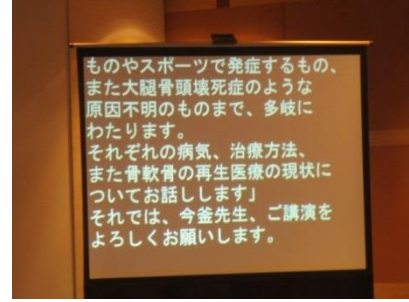 ものやスポーツで発症するもの、
また大腿骨頭壊死症のような
原因不明のものまで、多岐に
わたります。
それぞれの病気、治療方法、
また骨軟骨の再生医療の現状に
ついてお話しします」
それでは、今釜先生、ご講演を
よろしくお願いします。